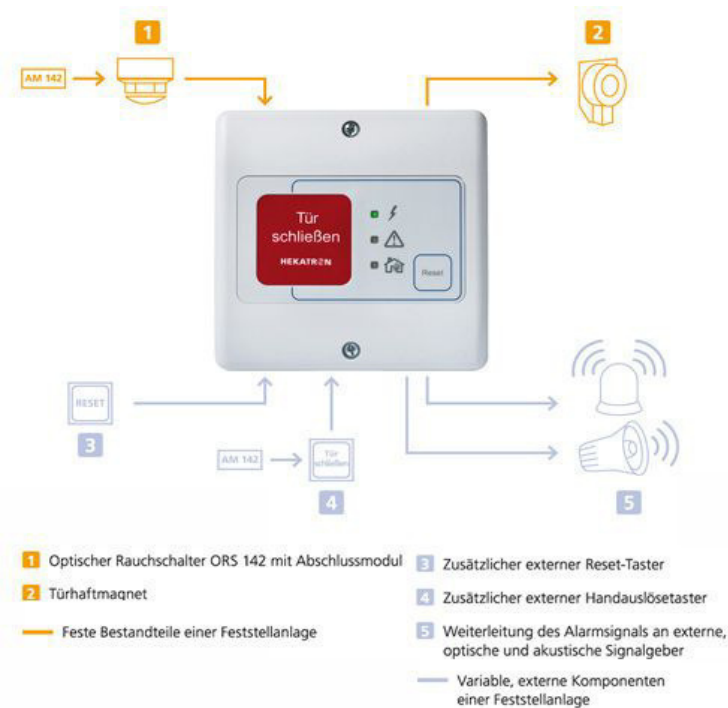 1
2
AM 142
Tür
schließen
HEKATRON
Reset
RESET
3
AM 142
Tür
schließen
4
5
1 Optischer Rauchschalter ORS 142 mit Abschlussmodul
2 Türhaftmagnet
Feste Bestandteile einer Feststellanlage
3 Zusätzlicher externer Reset-Taster
4 Zusätzlicher externer Handauslösetaster
5 Weiterleitung des Alarmsignals an externe,
optische und akustische Signalgeber
Variable, externe Komponenten
einer Feststellanlage